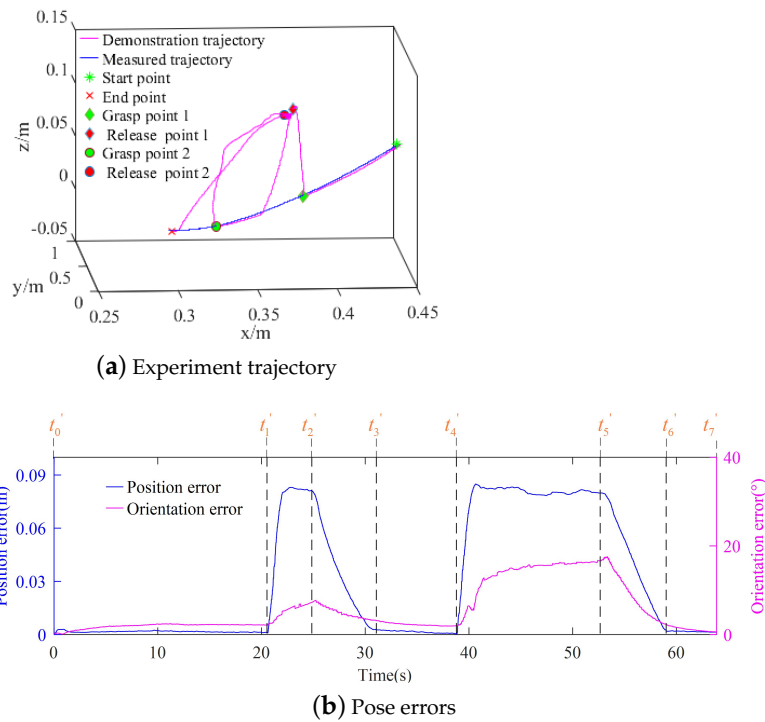 0.15
0.1
0.05
0
-0.05
z/m
Demonstration trajectory
Measured trajectory
Start point
End point
Grasp point 1
Release point 1
Grasp point 2
Release point 2
1
0.5
0
y/m
0.25
0.3
0.35
0.4
0.45
x/m
(a) Experiment trajectory
t0' t1' t2' t3' t4' t5' t6' t7'
0.09
0.06
0.03
0
Position error(m)
Position error
Orientation error
40
20
0
Orientation error(°)
0 10 20 30 40 50 60
Time(s)
(b) Pose errors